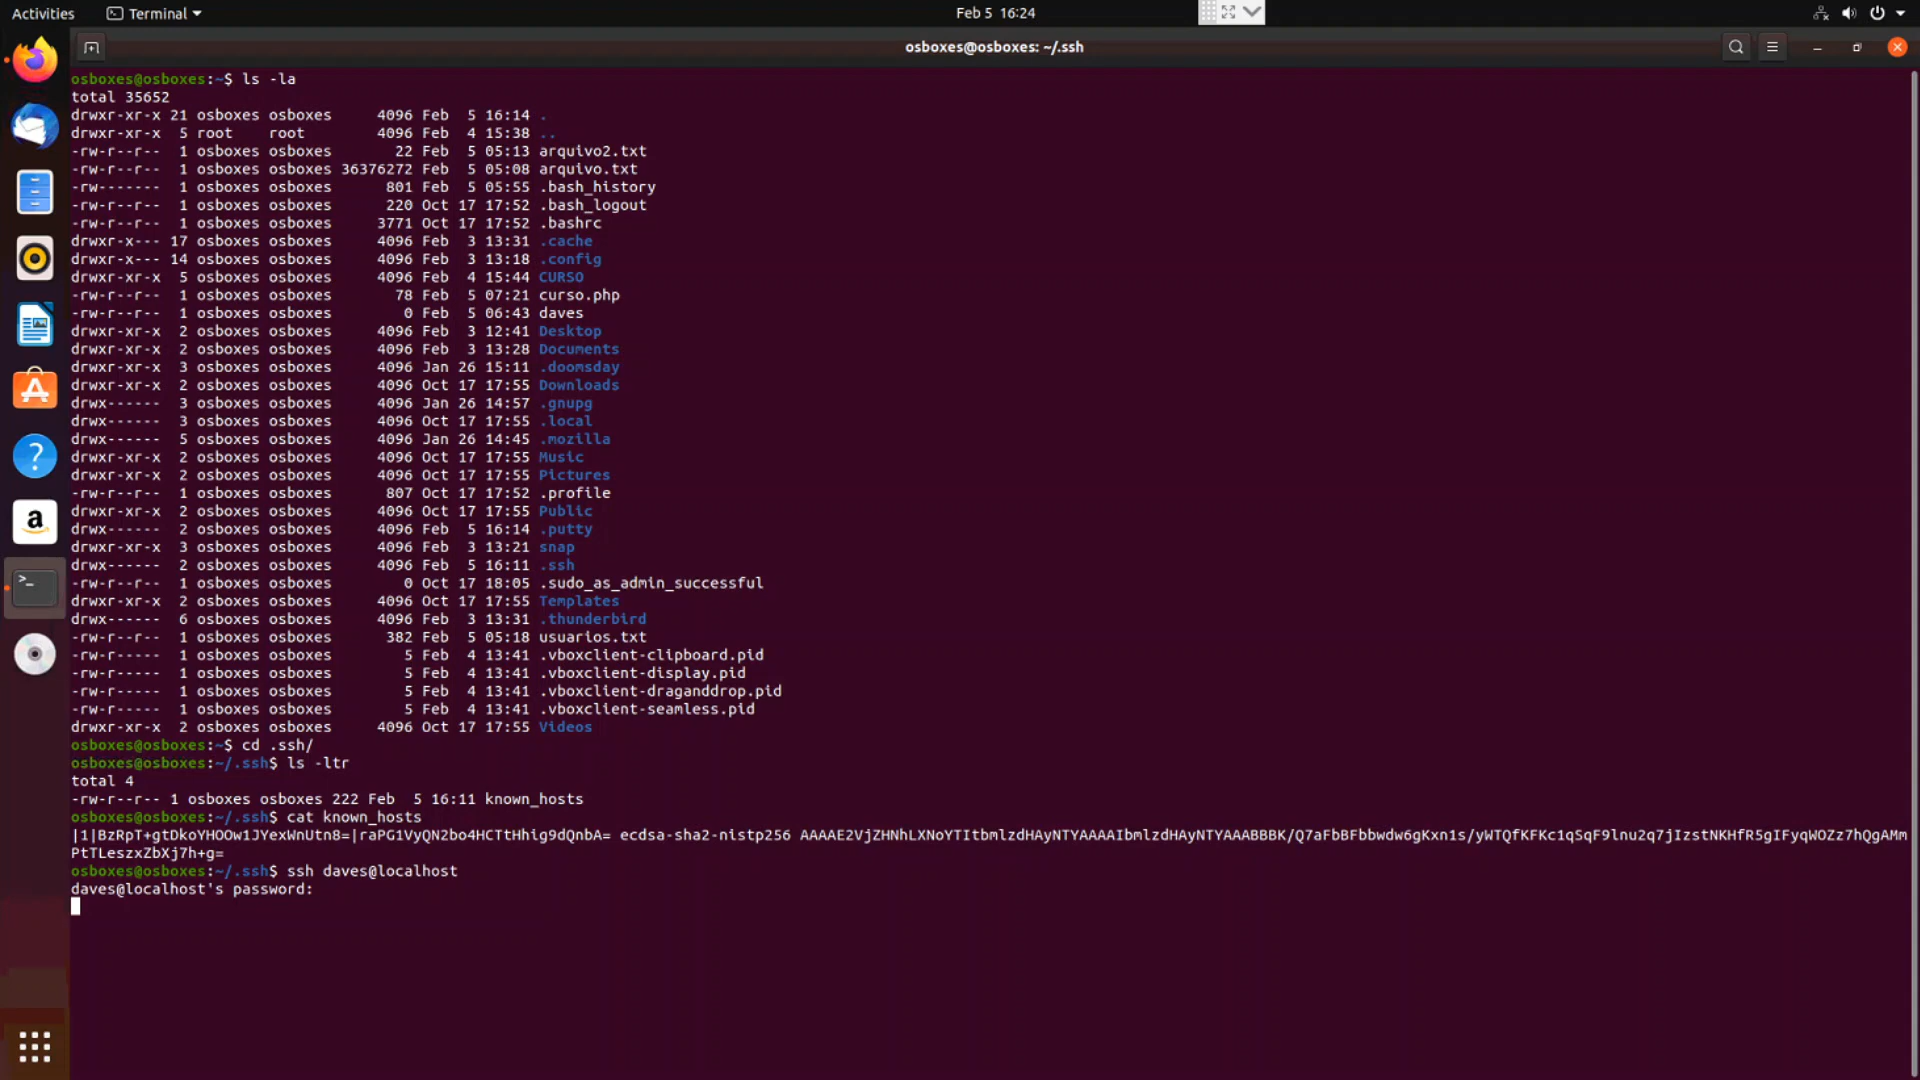 Activities
Terminal
Feb 5 16:24
osboxes@osboxes: ~/.ssh
osboxes@osboxes:~$ ls -la
total 35652
drwxr-xr-x 21 osboxes osboxes     4096 Feb  5 16:14 .
drwxr-xr-x  5 root    root        4096 Feb  4 15:38 ..
-rw-r--r--  1 osboxes osboxes       22 Feb  5 05:13 arquivo2.txt
-rw-r--r--  1 osboxes osboxes 36376272 Feb  5 05:08 arquivo.txt
-rw-------  1 osboxes osboxes      801 Feb  5 05:55 .bash_history
-rw-r--r--  1 osboxes osboxes      220 Oct 17 17:52 .bash_logout
-rw-r--r--  1 osboxes osboxes     3771 Oct 17 17:52 .bashrc
drwxr-x--- 17 osboxes osboxes     4096 Feb  3 13:31 .cache
drwxr-x--- 14 osboxes osboxes     4096 Feb  3 13:18 .config
drwxr-xr-x  5 osboxes osboxes     4096 Feb  4 15:44 CURSO
-rw-r--r--  1 osboxes osboxes       78 Feb  5 07:21 curso.php
-rw-r--r--  1 osboxes osboxes        0 Feb  5 06:43 daves
drwxr-xr-x  2 osboxes osboxes     4096 Feb  3 12:41 Desktop
drwxr-xr-x  2 osboxes osboxes     4096 Feb  3 13:28 Documents
drwxr-xr-x  3 osboxes osboxes     4096 Jan 26 15:11 .doomsday
drwxr-xr-x  2 osboxes osboxes     4096 Oct 17 17:55 Downloads
drwx------  3 osboxes osboxes     4096 Jan 26 14:57 .gnupg
drwx------  3 osboxes osboxes     4096 Oct 17 17:55 .local
drwx------  5 osboxes osboxes     4096 Jan 26 14:45 .mozilla
drwxr-xr-x  2 osboxes osboxes     4096 Oct 17 17:55 Music
drwxr-xr-x  2 osboxes osboxes     4096 Oct 17 17:55 Pictures
-rw-r--r--  1 osboxes osboxes      807 Oct 17 17:52 .profile
drwxr-xr-x  2 osboxes osboxes     4096 Oct 17 17:55 Public
drwx------  2 osboxes osboxes     4096 Feb  5 16:14 .putty
drwxr-xr-x  3 osboxes osboxes     4096 Feb  3 13:21 snap
drwx------  2 osboxes osboxes     4096 Feb  5 16:11 .ssh
-rw-r--r--  1 osboxes osboxes        0 Oct 17 18:05 .sudo_as_admin_successful
drwxr-xr-x  2 osboxes osboxes     4096 Oct 17 17:55 Templates
drwx------  6 osboxes osboxes     4096 Feb  3 13:31 .thunderbird
-rw-r--r--  1 osboxes osboxes      382 Feb  5 05:18 usuarios.txt
-rw-r-----  1 osboxes osboxes        5 Feb  4 13:41 .vboxclient-clipboard.pid
-rw-r-----  1 osboxes osboxes        5 Feb  4 13:41 .vboxclient-display.pid
-rw-r-----  1 osboxes osboxes        5 Feb  4 13:41 .vboxclient-draganddrop.pid
-rw-r-----  1 osboxes osboxes        5 Feb  4 13:41 .vboxclient-seamless.pid
drwxr-xr-x  2 osboxes osboxes     4096 Oct 17 17:55 Videos
osboxes@osboxes:~$ cd .ssh/
osboxes@osboxes:~/.ssh$ ls -ltr
total 4
-rw-r--r-- 1 osboxes osboxes 222 Feb  5 16:11 known_hosts
osboxes@osboxes:~/.ssh$ cat known_hosts
|1|BzRpT+gtDkoYHOOw1JYexWnUtn8=|raPG1VyQN2bo4HCTtHhig9dQnbA= ecdsa-sha2-nistp256 AAAAE2VjZHNhLXNoYTItbmlzdHAyNTYAAAAIbmlzdHAyNTYAAABBBK/Q7aFbBFbbwdw6gKxn1s/yWTQfKFKc1qSqF9lnu2q7jIzstNKHfR5gIFyqWOZz7hQgAMm
PtTLeszxZbXj7h+g=
osboxes@osboxes:~/.ssh$ ssh daves@localhost
daves@localhost's password: